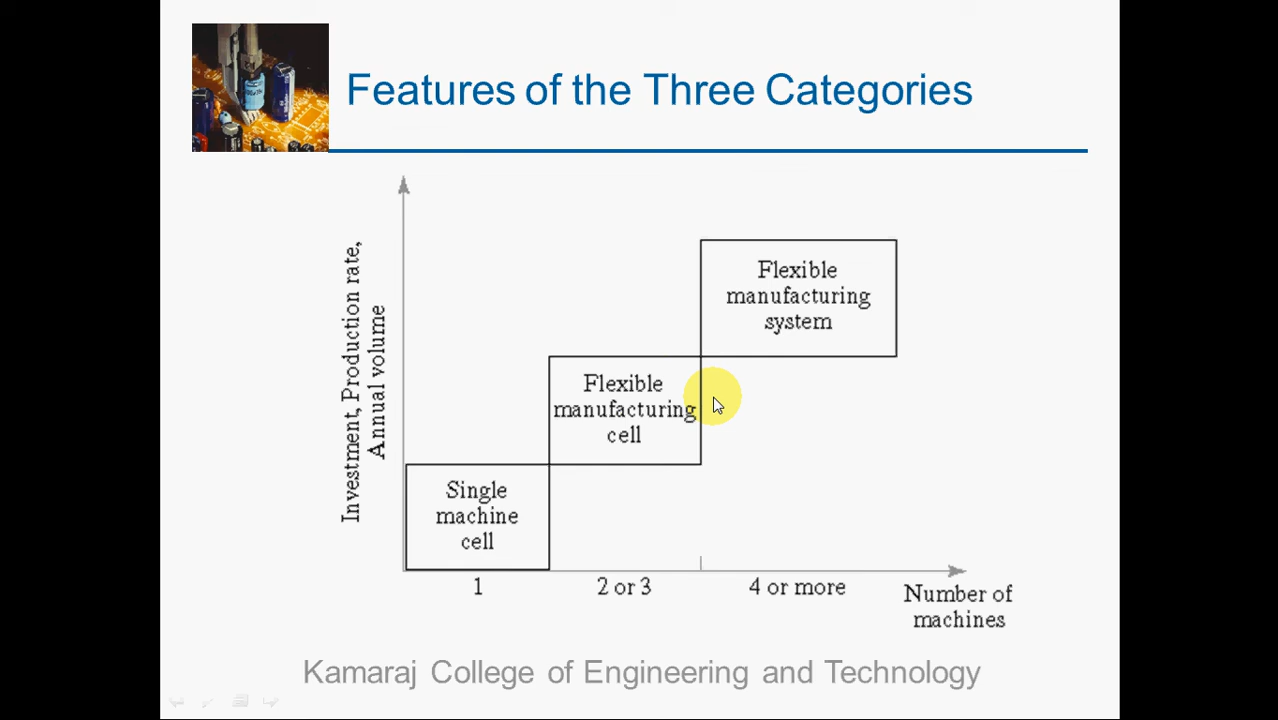 Features of the Three Categories
Investment, Production rate,
Annual volume
Flexible
manufacturing
system
Flexible
manufacturing
cell
Single
machine
cell
1
2 or 3
4 or more
Number of
machines
Kamaraj College of Engineering and Technology